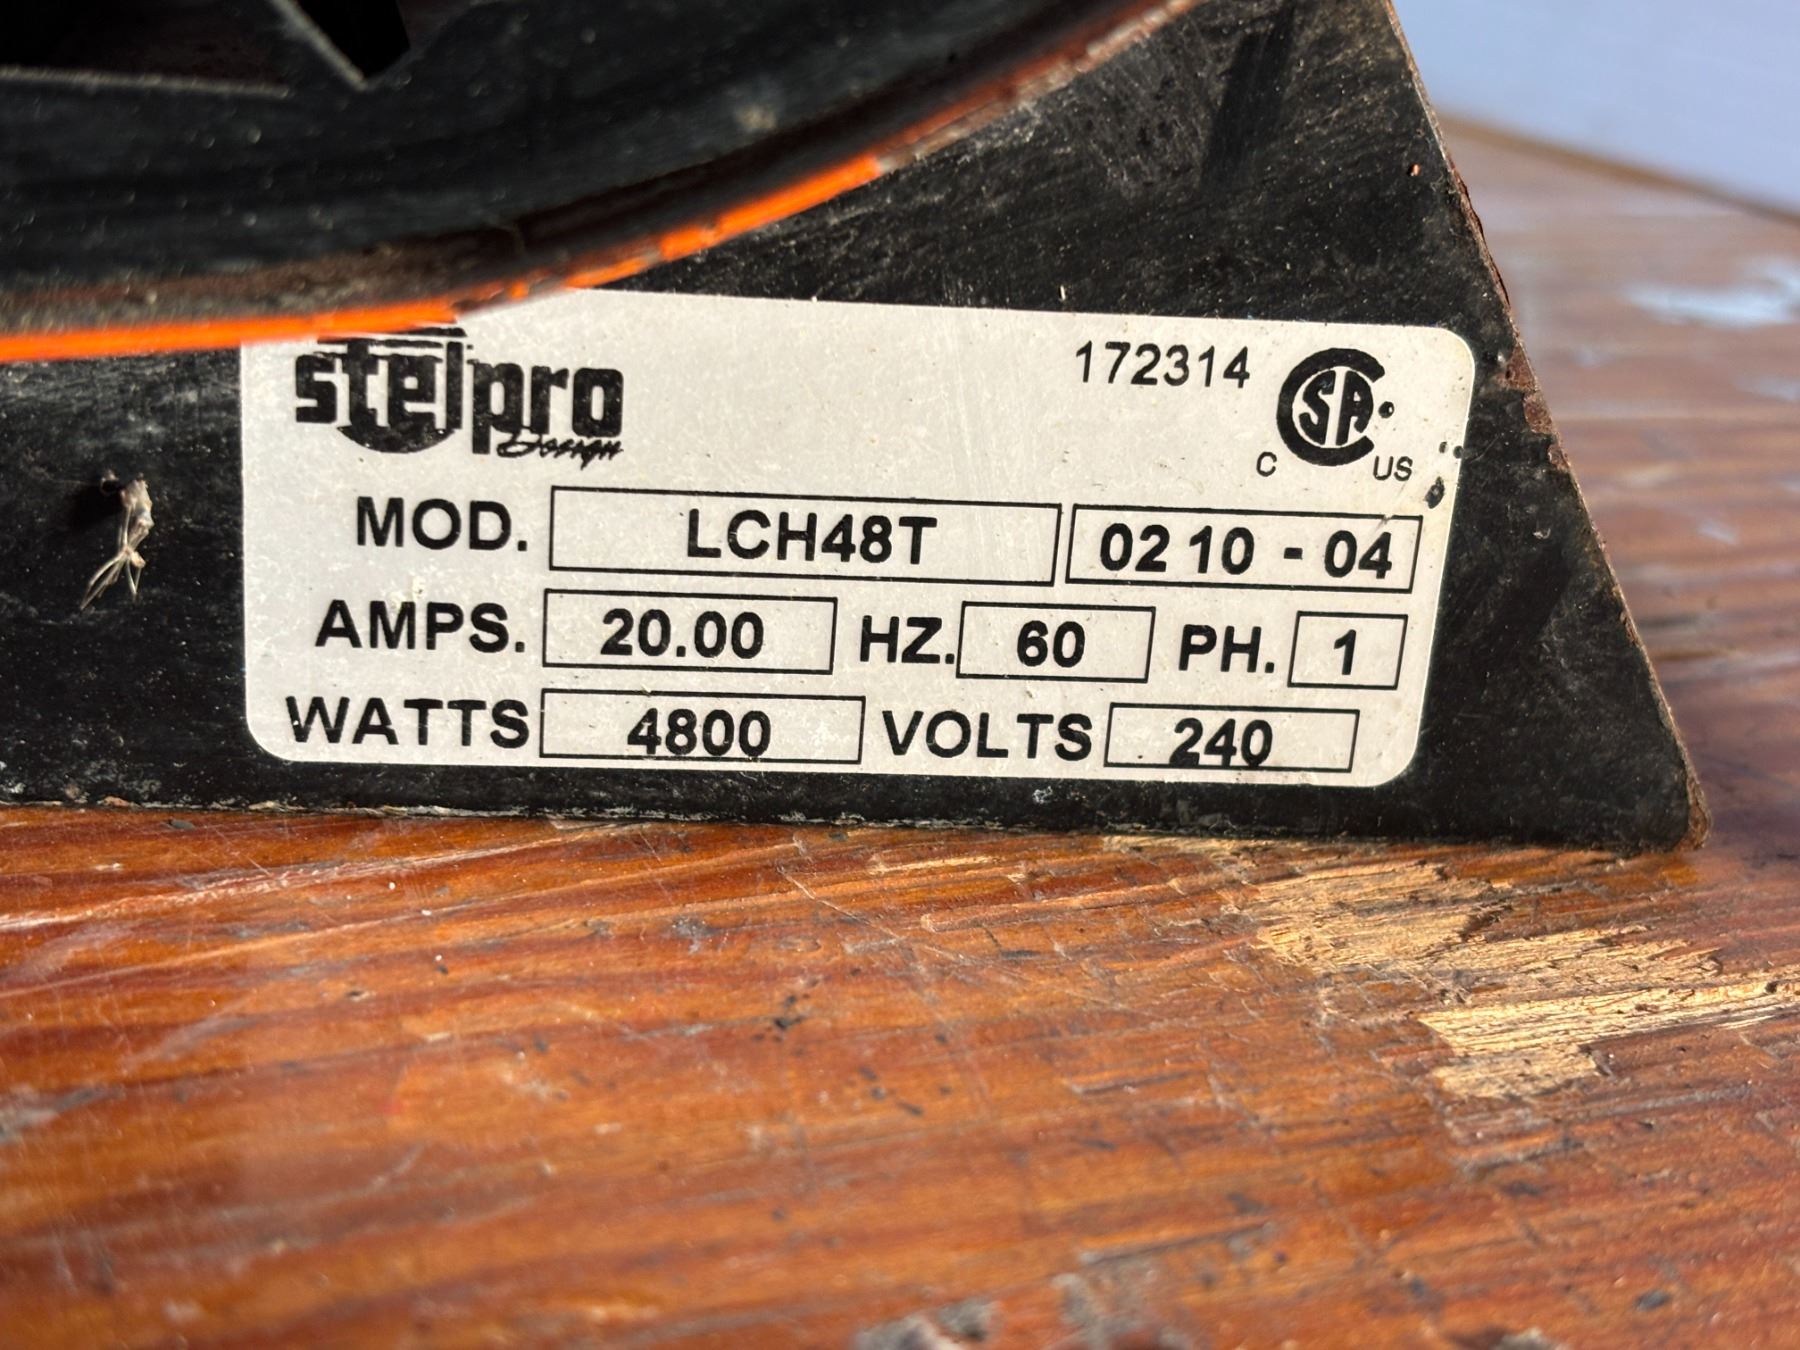 stelpro
DESIGN
172314
CSA
C US
MOD. LCH48T 02 10 - 04
AMPS. 20.00 HZ. 60 PH. 1
WATTS 4800 VOLTS 240